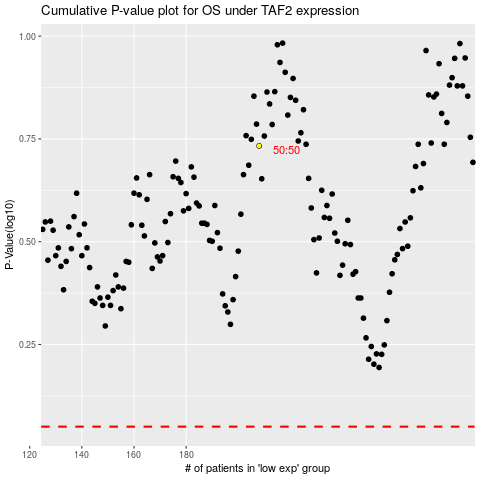 Cumulative P-value plot for OS under TAF2 expression
P-Value(log10)
1.00
0.75
0.50
0.25
50:50
120 140 160 180
# of patients in 'low exp' group